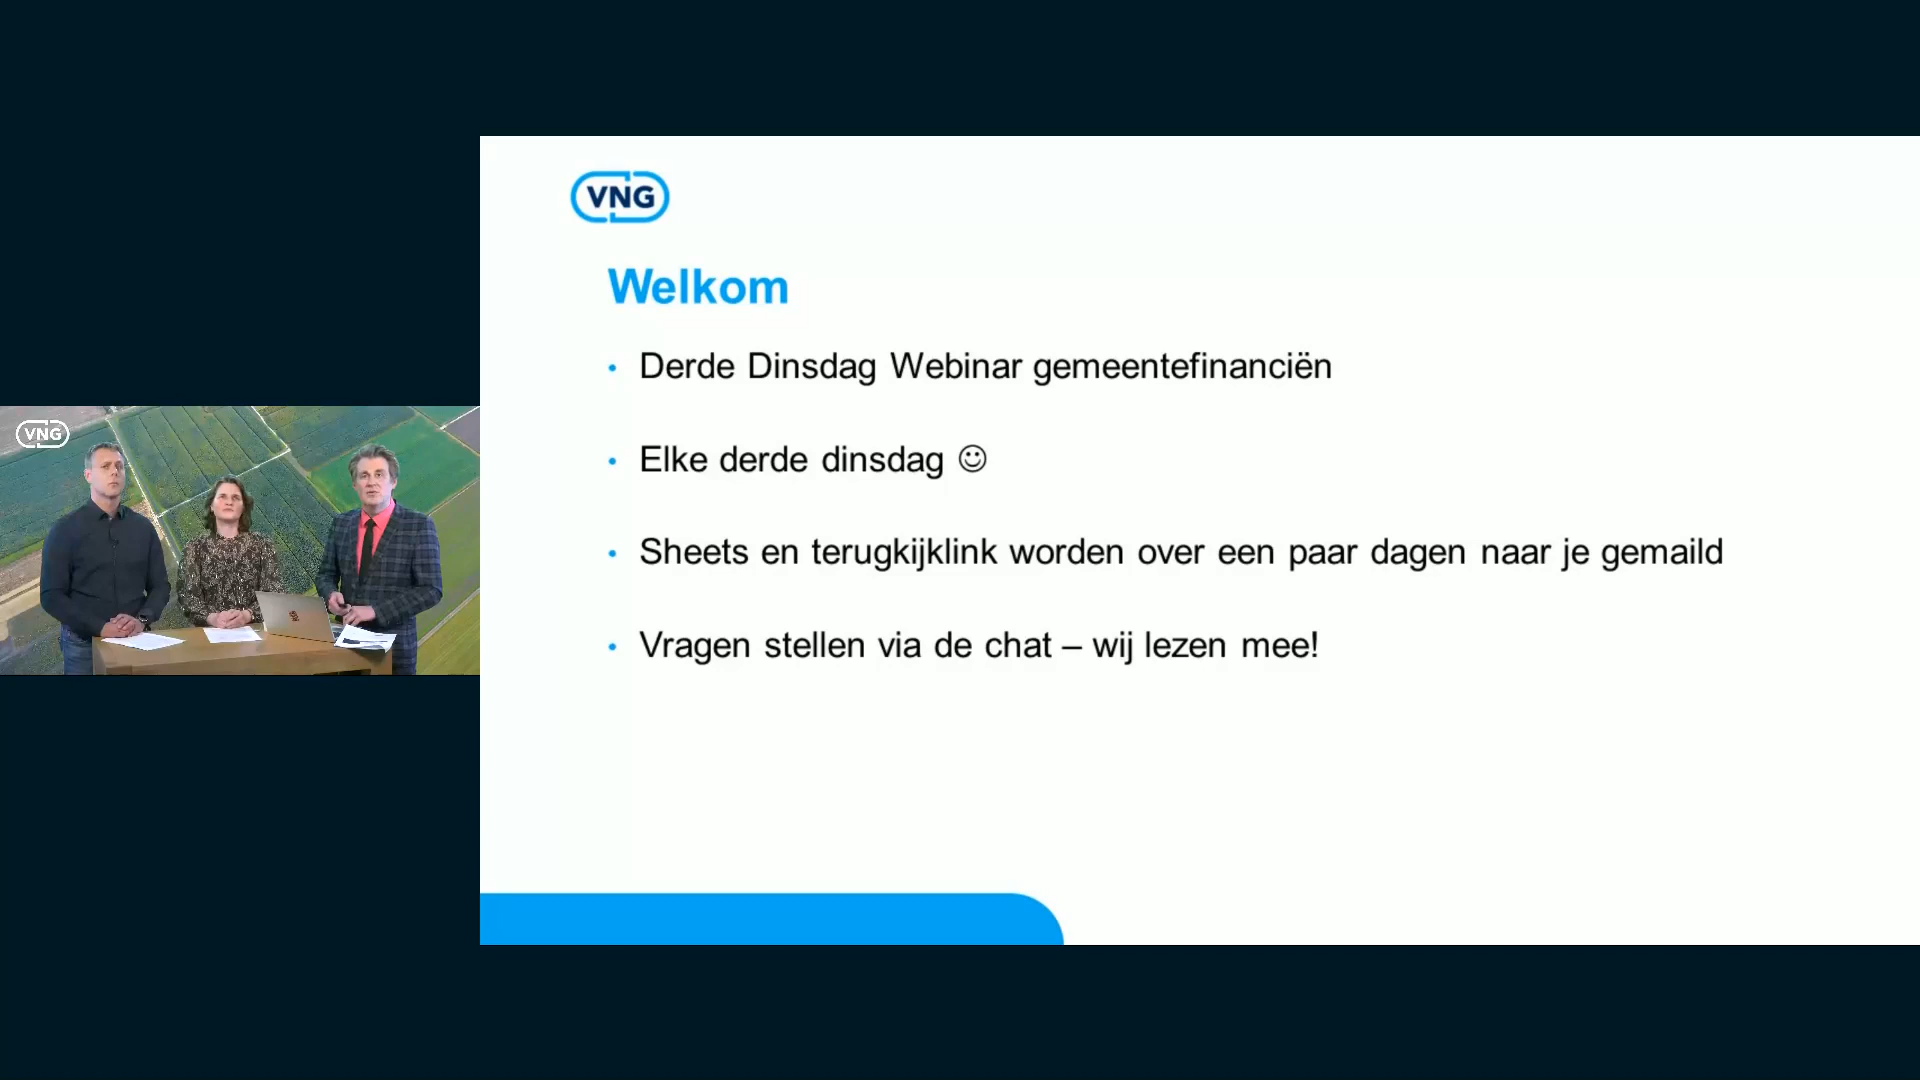 VNG
VNG
Welkom
• Derde Dinsdag Webinar gemeentefinanciën
• Elke derde dinsdag ☺
• Sheets en terugkijklink worden over een paar dagen naar je gemaild
• Vragen stellen via de chat – wij lezen mee!